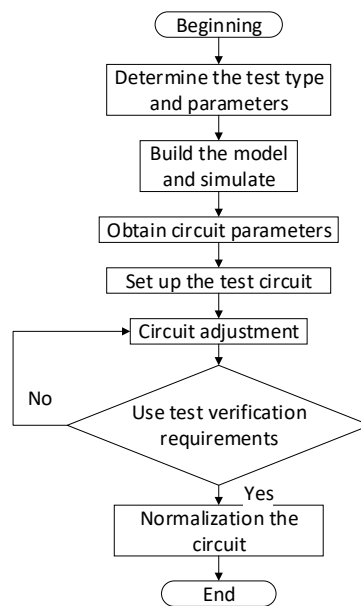 Beginning
Determine the test type
and parameters
Build the model
and simulate
Obtain circuit parameters
Set up the test circuit
Circuit adjustment
No
Use test verification
requirements
Yes
Normalization the
circuit
End